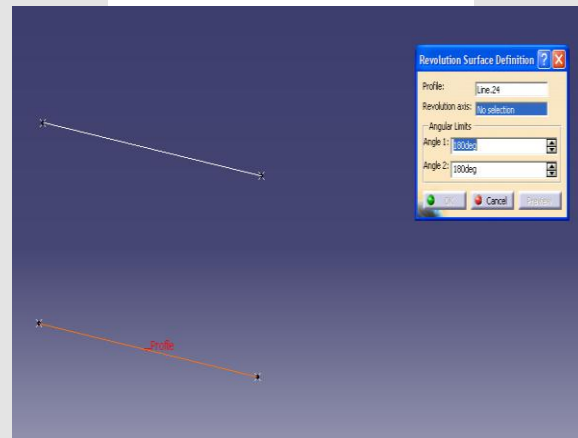 Revolution Surface Definition
Profile: Line.24
Revolution axis: No selection
Angular Limits
Angle 1: 180deg
Angle 2: 180deg
OK Cancel Preview
Profile